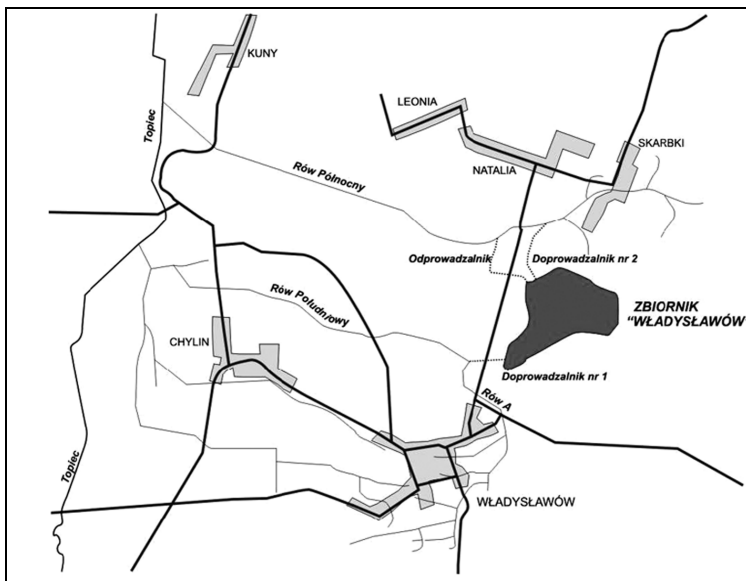 KUNY
LEONIA
Topiec
SKARBKI
Rów Północny
NATALIA
Odprowadzalnik
Doprowadzalnik nr 2
Rów Południowy
ZBIORNIK
"WŁADYSŁAWÓW
CHYLIN
Doprowadzalnik nr 1
Rów A
Topiec
WŁADYSŁAWÓW